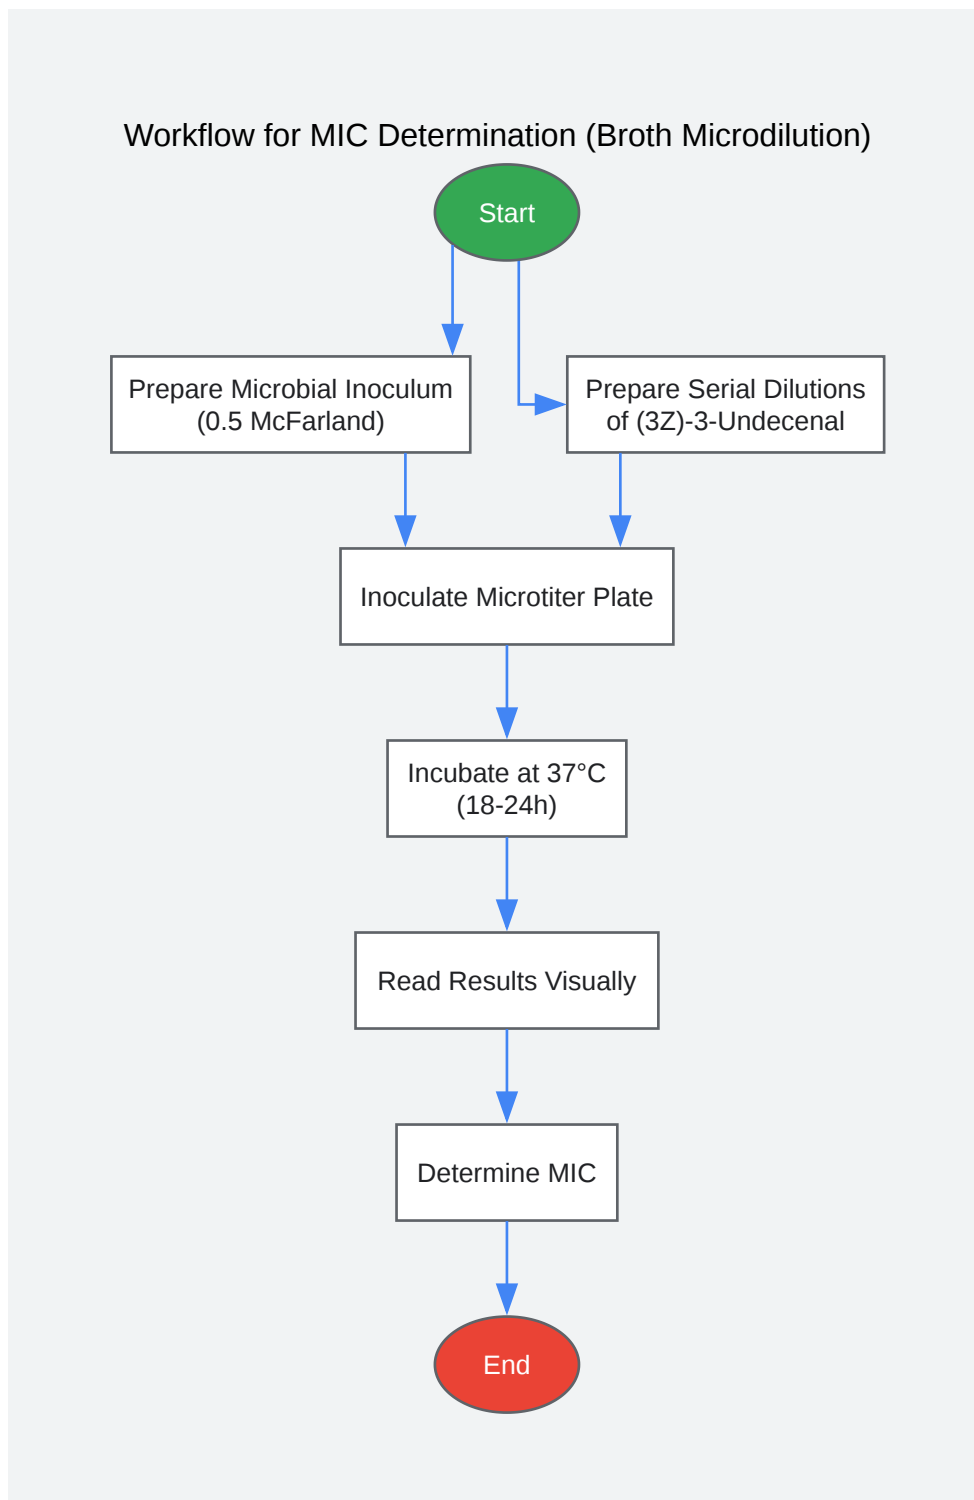 Workflow for MIC Determination (Broth Microdilution)
Start
Prepare Microbial Inoculum
(0.5 McFarland)
Prepare Serial Dilutions
of (3Z)-3-Undecenal
Inoculate Microtiter Plate
Incubate at 37°C
(18-24h)
Read Results Visually
Determine MIC
End